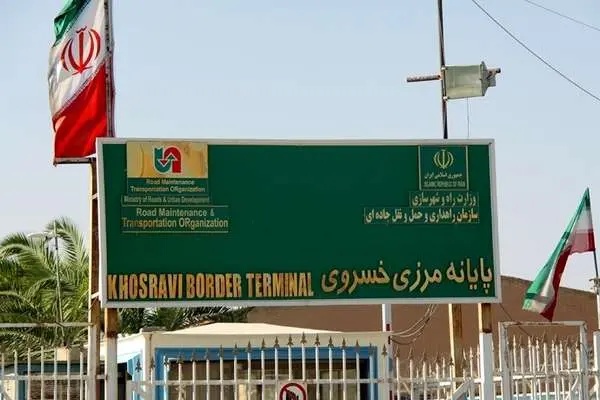 Road Maintenance
Transportation ORganization
Ministry of Roads & Urban Development
Road Maintenance &
Transportation ORganization
جمهوری اسلامی ایران
ISLAMIC REPUBLIC OF IRAN
وزارت راه و شهرسازی
سازمان راهداری و حمل و نقل جاده ای
KHOSRAVI BORDER TERMINAL
پایانه مرزی خسروی